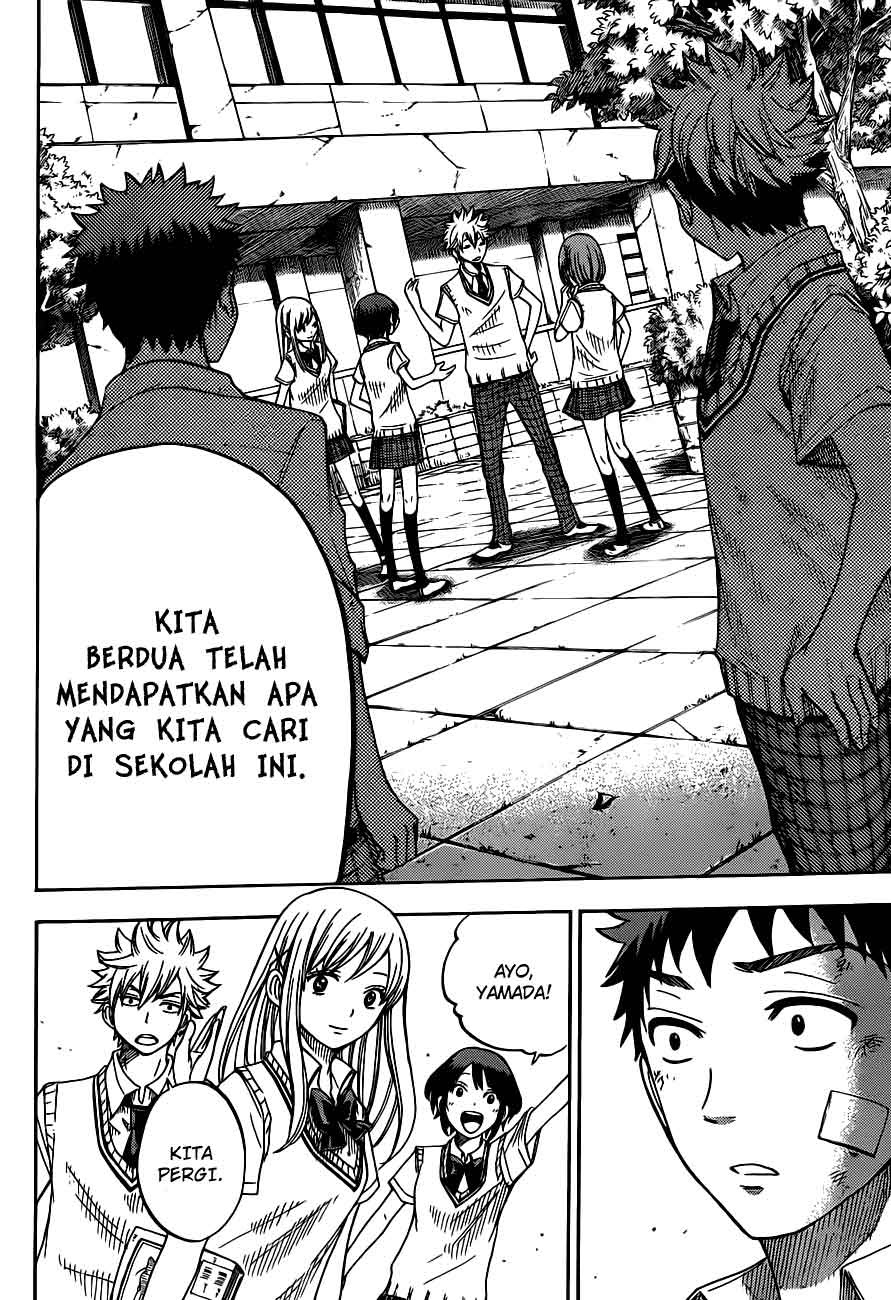 KITA
BERDUA TELAH
MENDAPATKAN APA
YANG KITA CARI
DI SEKOLAH INI.
AYO,
YAMADA!
KITA
PERGI.